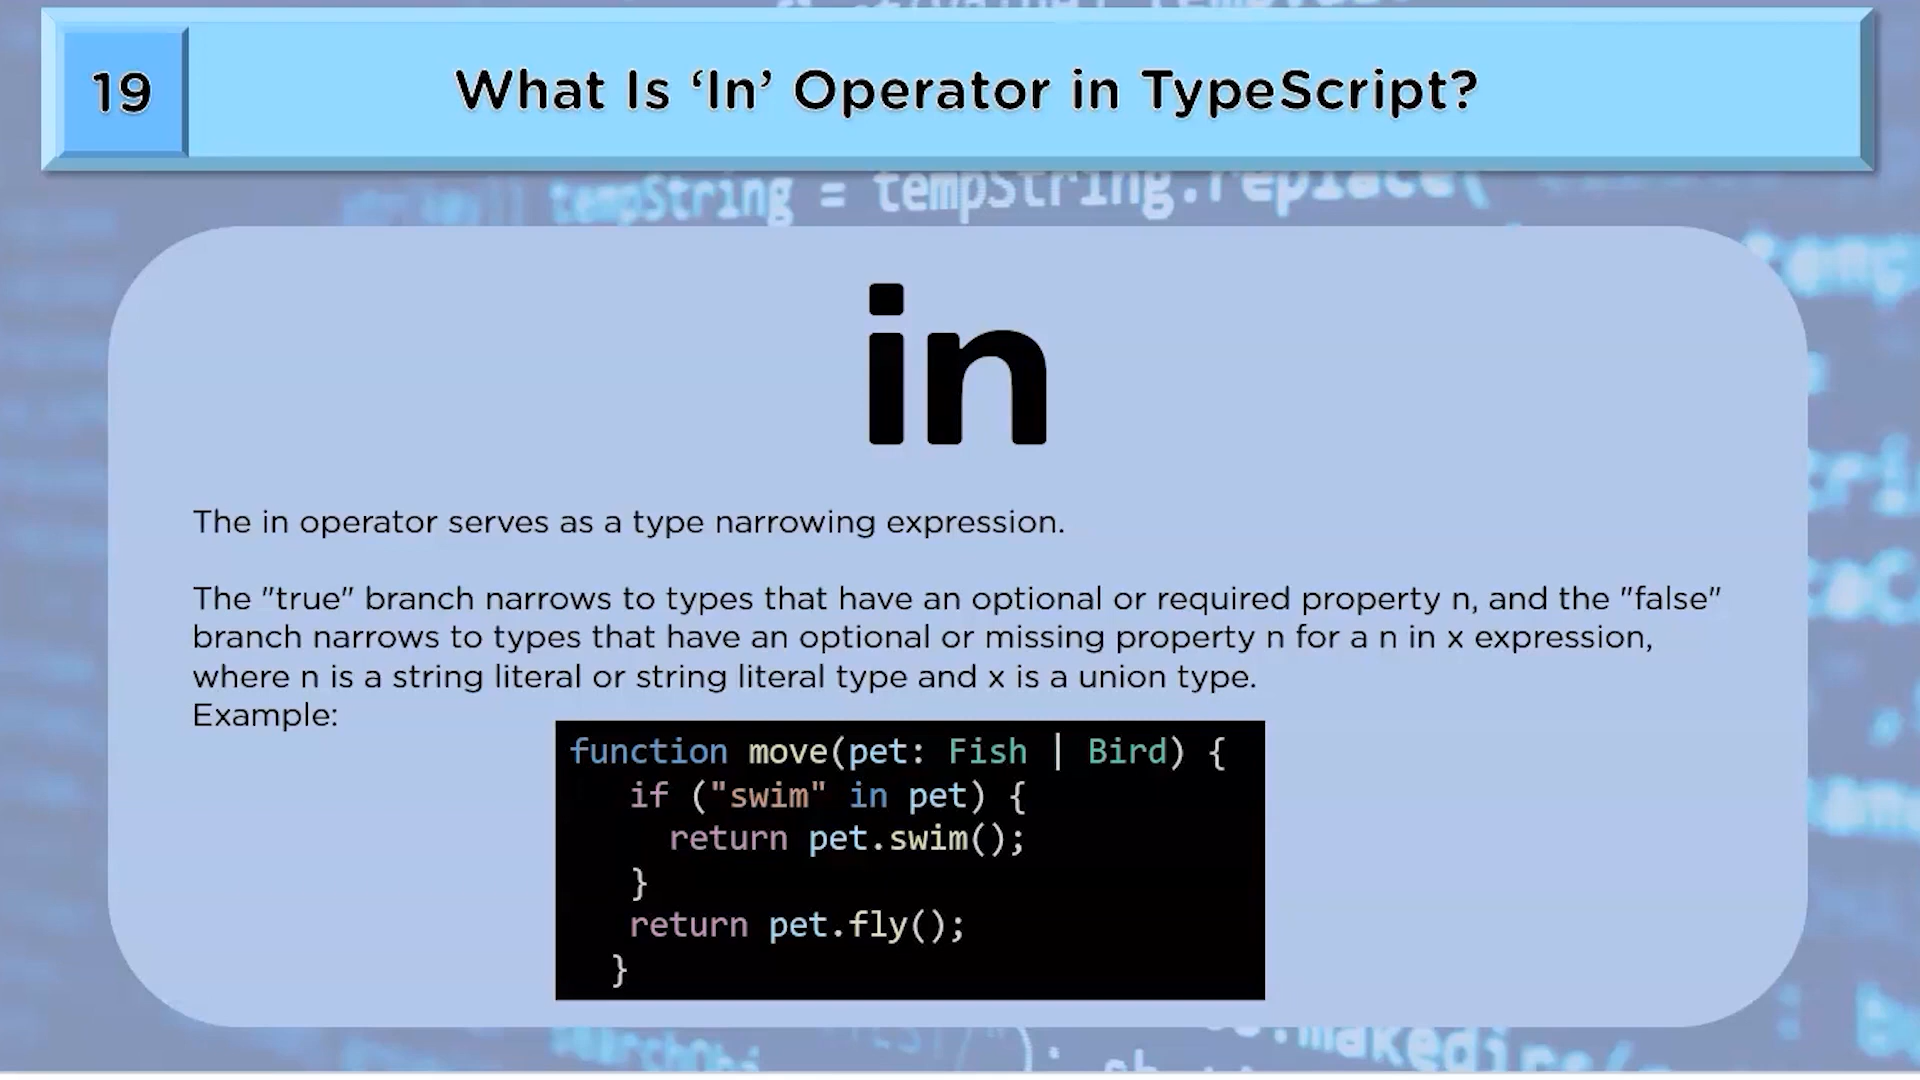 19
What Is ‘In’ Operator in TypeScript?
tempString = tempString.replace(
in
The in operator serves as a type narrowing expression.
The "true" branch narrows to types that have an optional or required property n, and the "false"
branch narrows to types that have an optional or missing property n for a n in x expression,
where n is a string literal or string literal type and x is a union type.
Example:
function move(pet: Fish | Bird) {
if ("swim" in pet) {
return pet.swim();
}
return pet.fly();
}